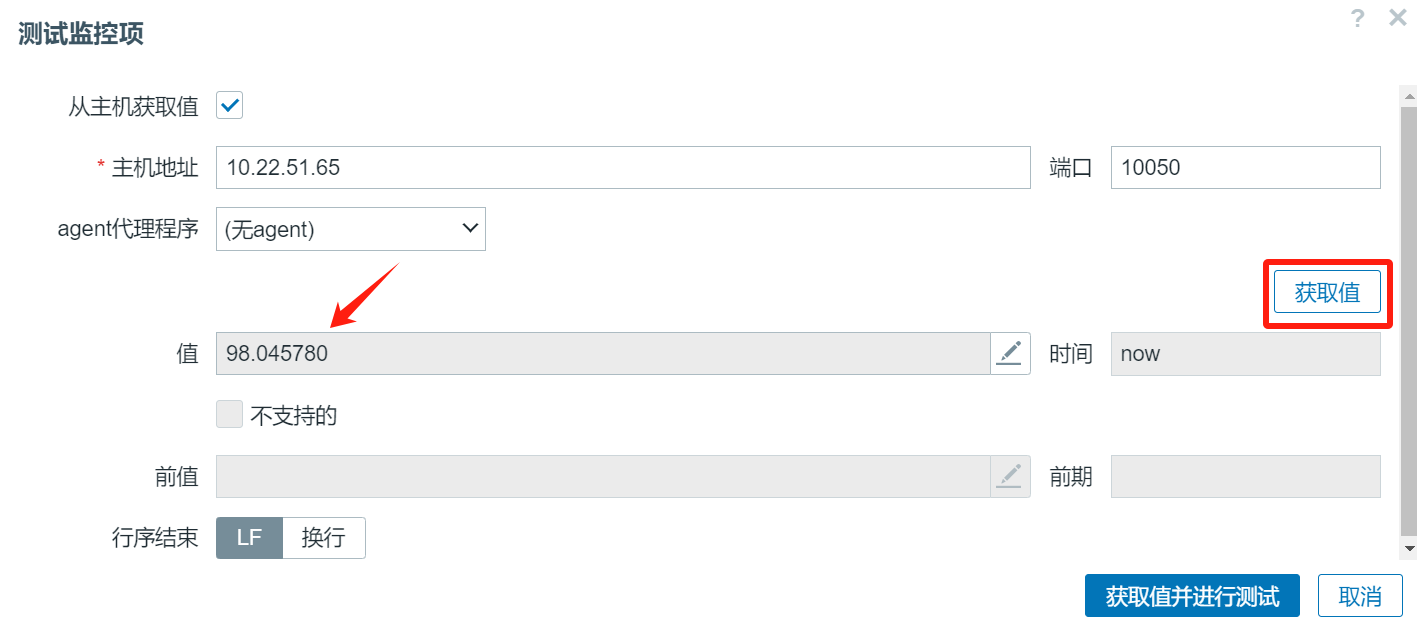 测试监控项
?
从主机获取值
* 主机地址 10.22.51.65 端口 10050
agent代理程序 (无agent)
获取值
值 98.045780 时间 now
不支持的
前值 前期
行序结束 LF 换行
获取值并进行测试 取消